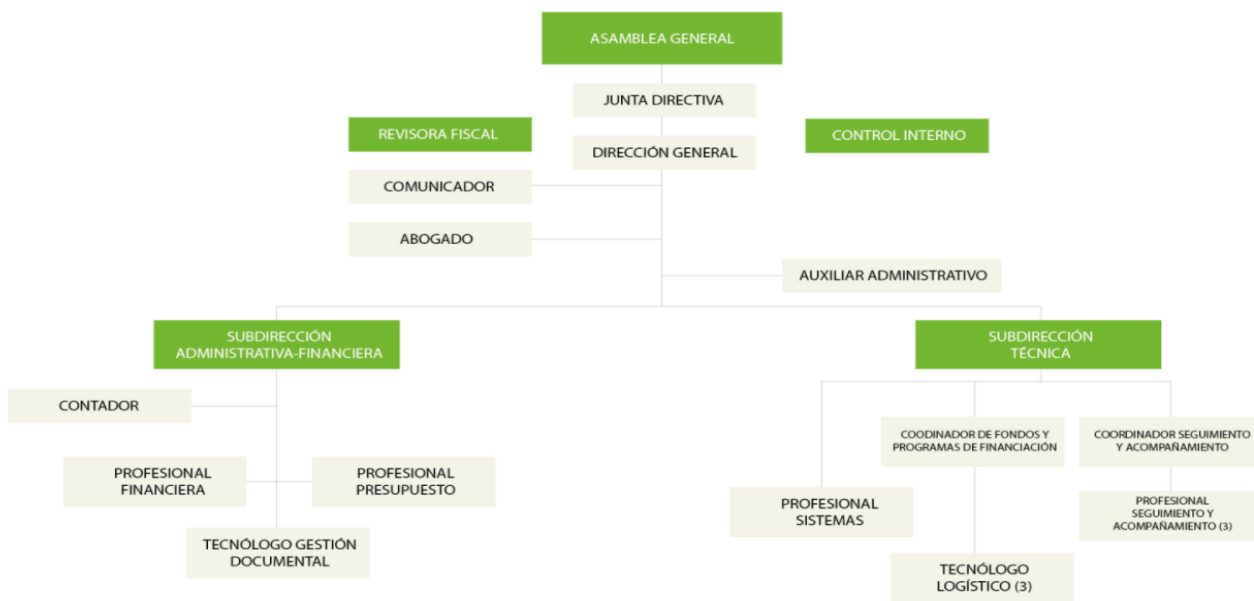 ASAMBLEA GENERAL
JUNTA DIRECTIVA
REVISORA FISCAL
CONTROL INTERNO
DIRECCIÓN GENERAL
COMUNICADOR
ABOGADO
AUXILIAR ADMINISTRATIVO
SUBDIRECCIÓN
ADMINISTRATIVA-FINANCIERA
SUBDIRECCIÓN
TÉCNICA
CONTADOR
PROFESIONAL
FINANCIERA
PROFESIONAL
PRESUPUESTO
TECNÓLOGO GESTIÓN
DOCUMENTAL
COODINADOR DE FONDOS Y
PROGRAMAS DE FINANCIACIÓN
COORDINADOR SEGUIMIENTO
Y ACOMPAÑAMIENTO
PROFESIONAL
SISTEMAS
PROFESIONAL
SEGUIMIENTO Y
ACOMPAÑAMIENTO (3)
TECNÓLOGO
LOGÍSTICO (3)